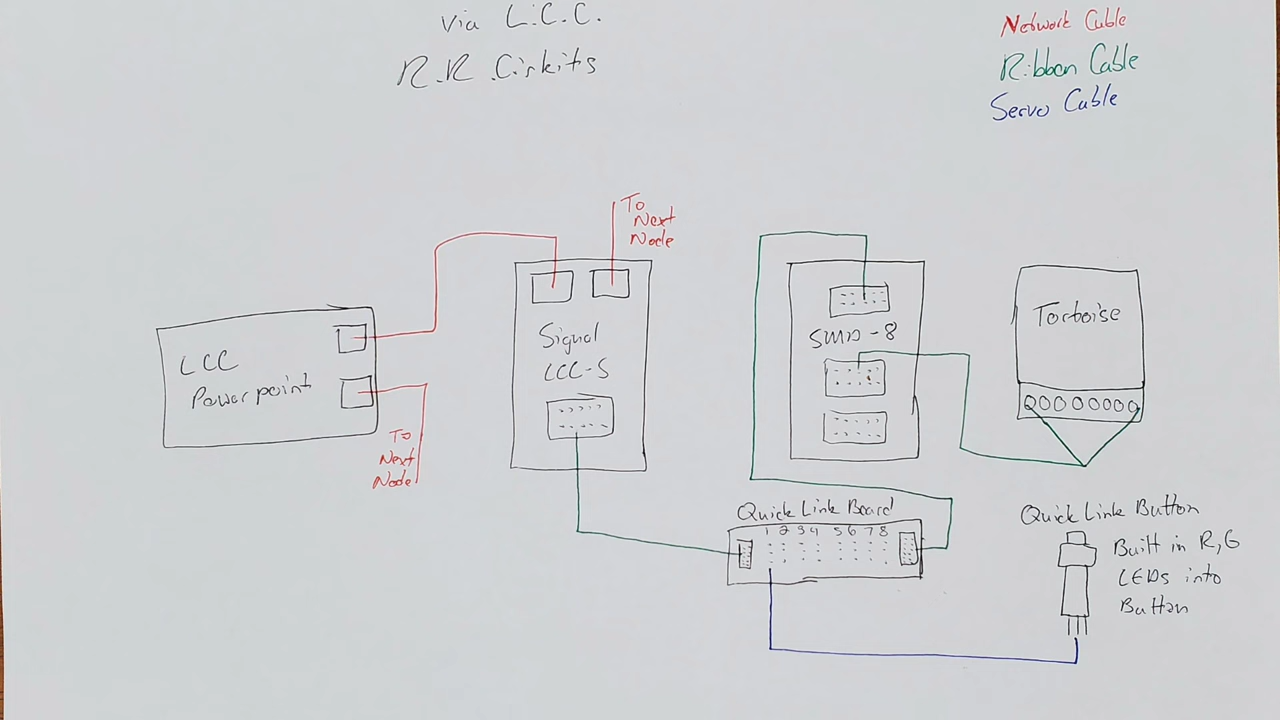 Via L.C.C.
R.R. Cirkits
Network Cable
Ribbon Cable
Servo Cable
To
Next
Node
LCC
Powerpoint
To
Next
Node
Signal
LCC-S
SMD-8
Tortoise
Quick Link Board
1 2 3 4 5 6 7 8
Quick Link Button
Built in R,G
LEDs into
Button